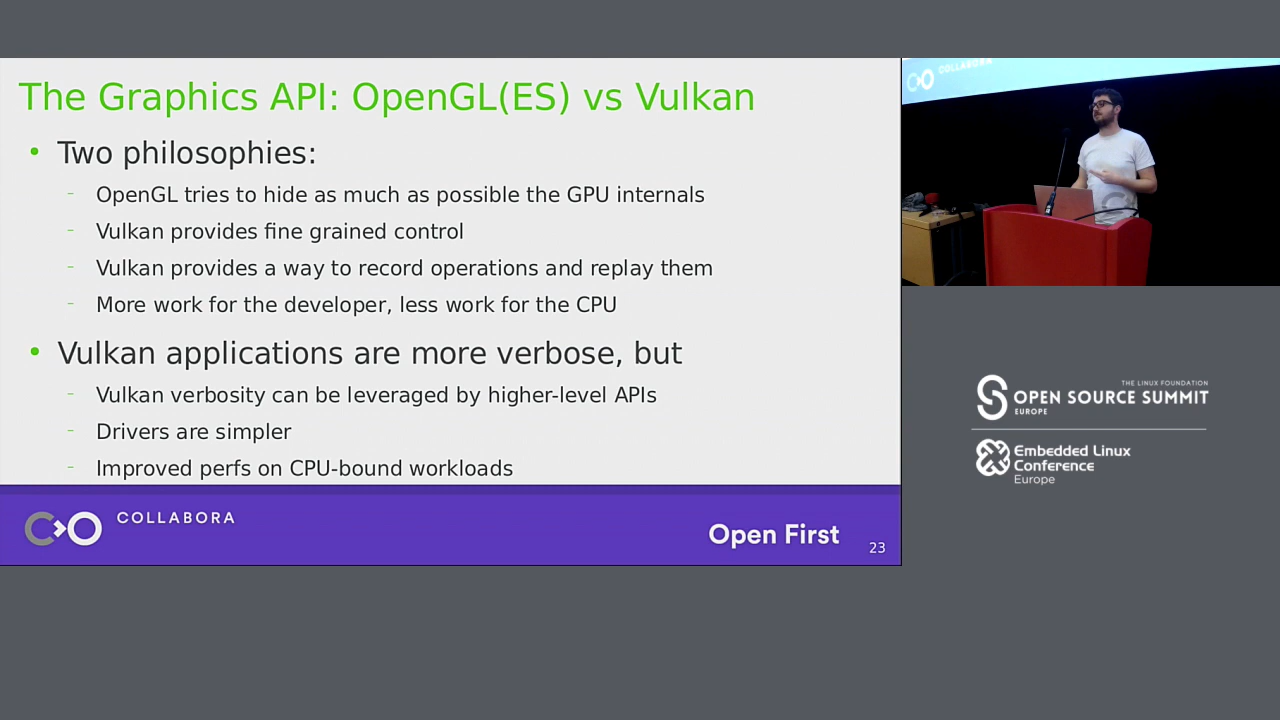 The Graphics API: OpenGL(ES) vs Vulkan
• Two philosophies:
– OpenGL tries to hide as much as possible the GPU internals
– Vulkan provides fine grained control
– Vulkan provides a way to record operations and replay them
– More work for the developer, less work for the CPU
• Vulkan applications are more verbose, but
– Vulkan verbosity can be leveraged by higher-level APIs
– Drivers are simpler
– Improved perfs on CPU-bound workloads
COLLABORA
Open First
23
COLLABORA
THE LINUX FOUNDATION
OPEN SOURCE SUMMIT
EUROPE
Embedded Linux
Conference
Europe